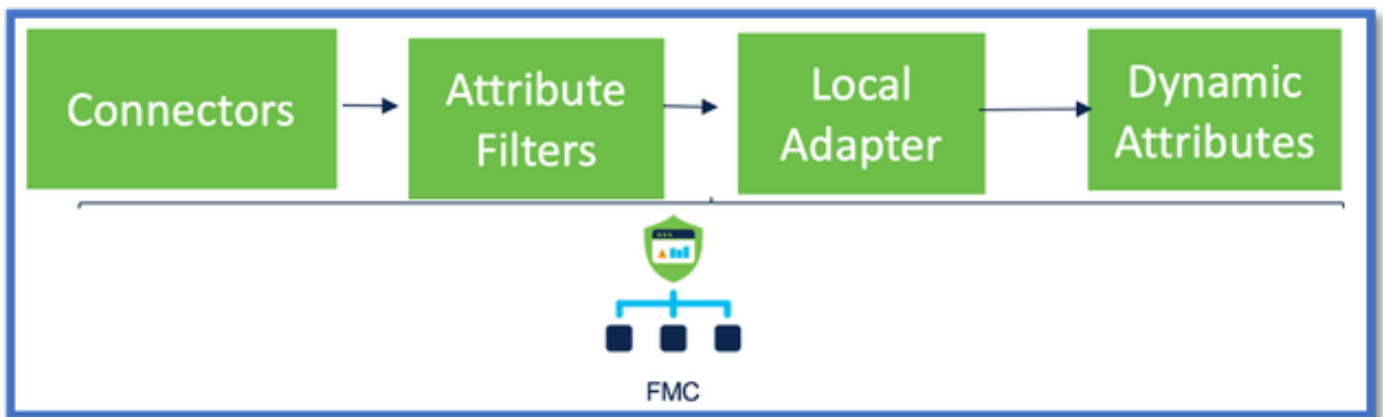 Connectors
Attribute
Filters
Local
Adapter
Dynamic
Attributes
FMC